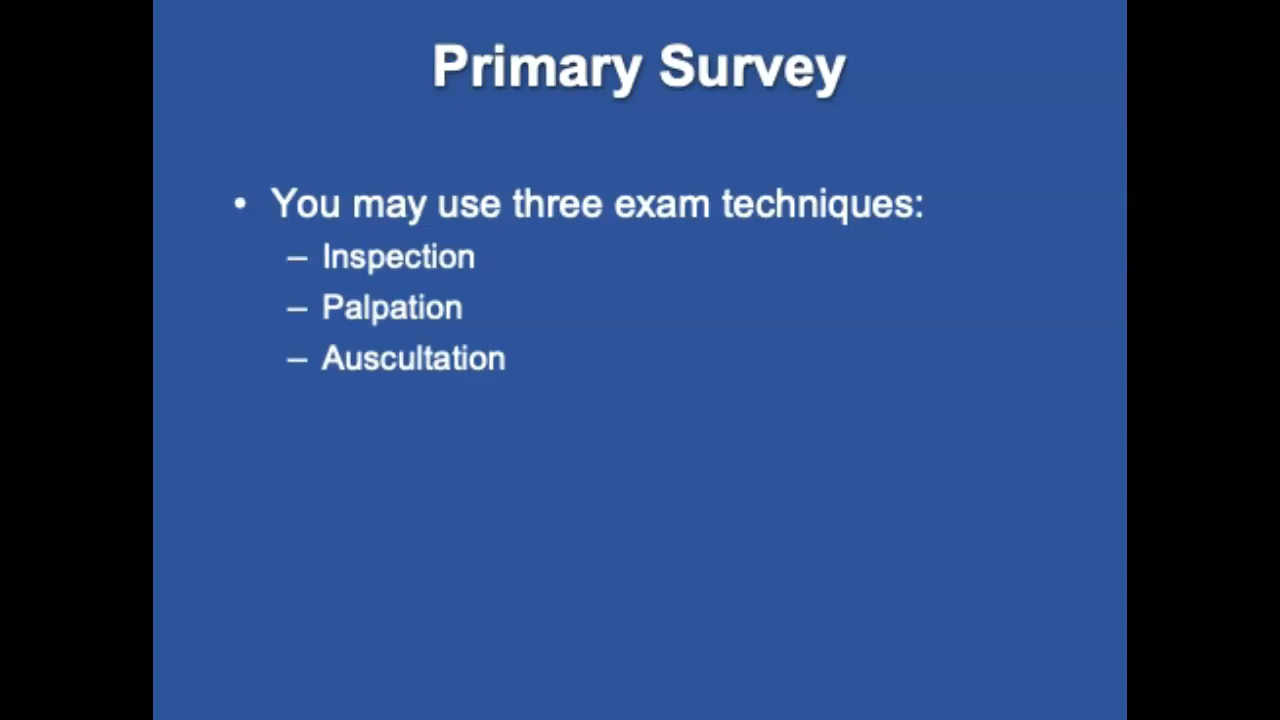 Primary Survey
• You may use three exam techniques:
– Inspection
– Palpation
– Auscultation